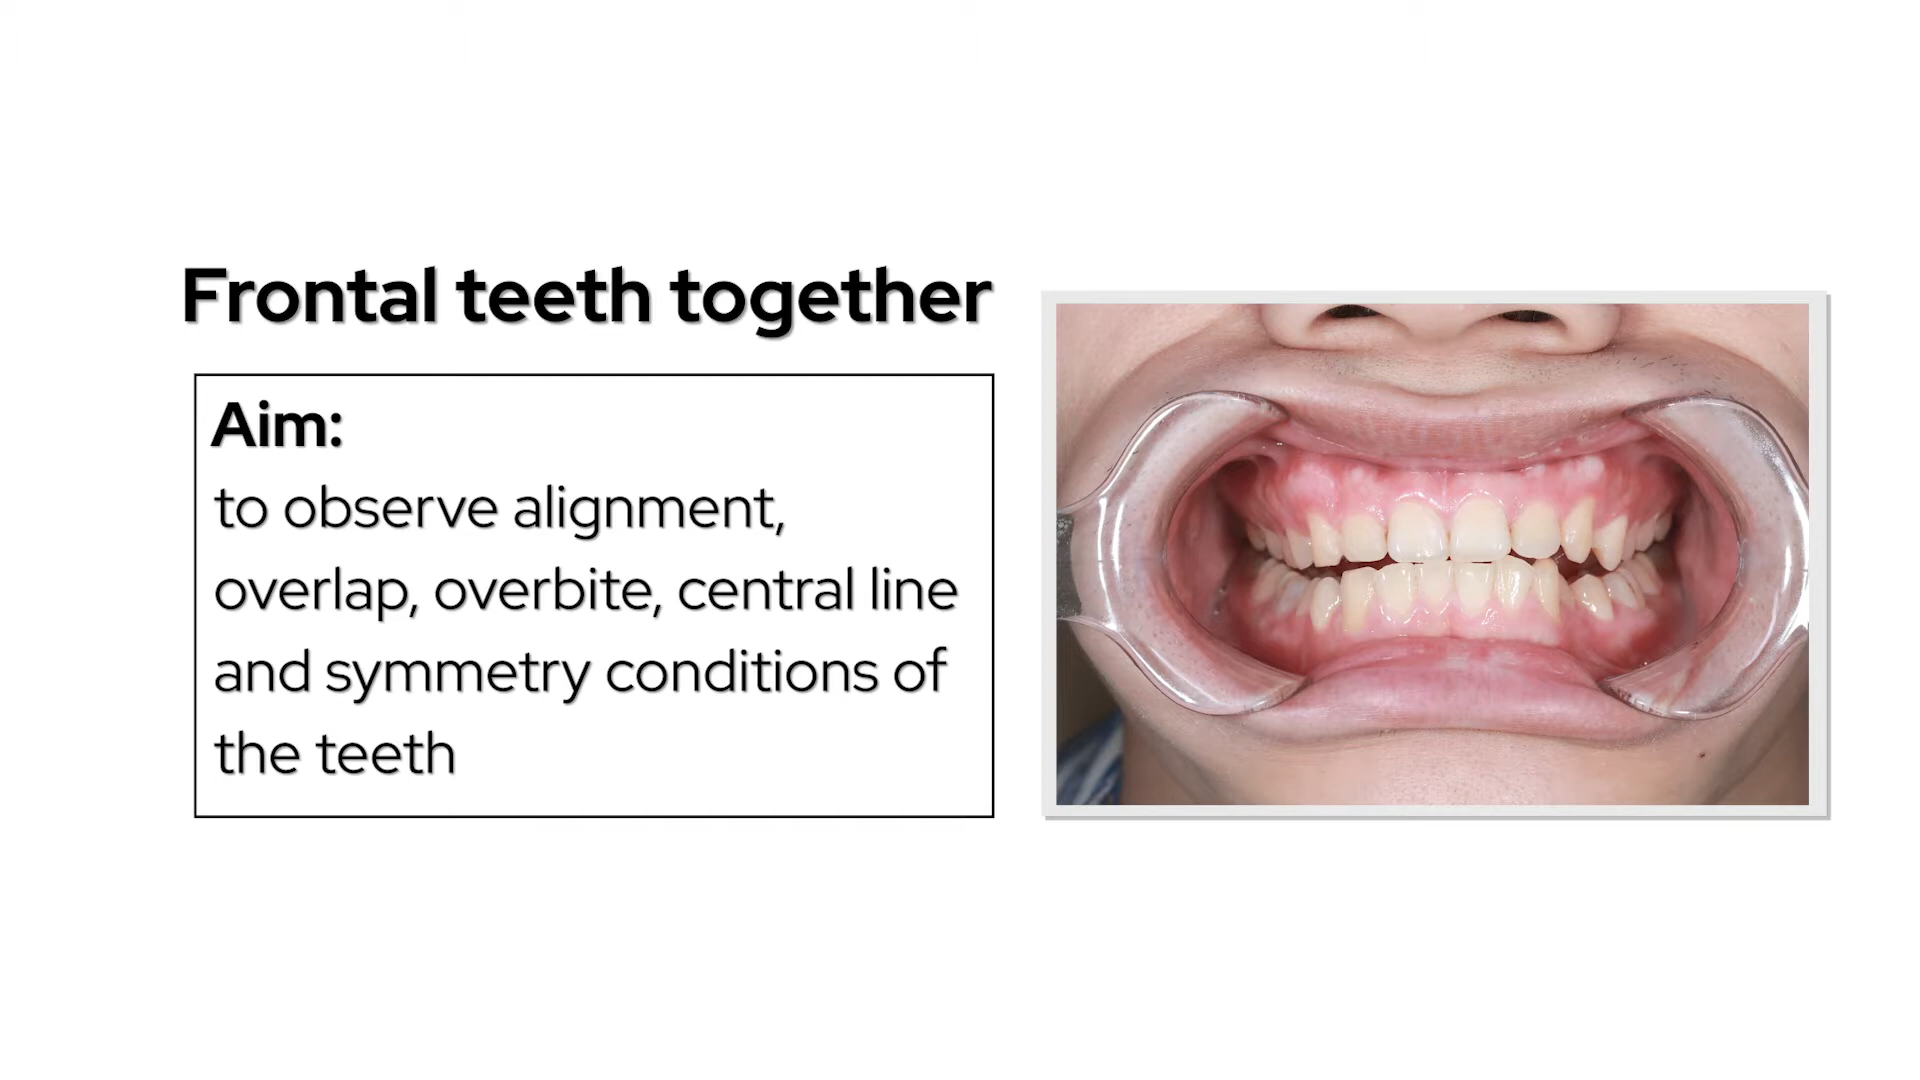 Frontal teeth together
Aim:
to observe alignment,
overlap, overbite, central line
and symmetry conditions of
the teeth